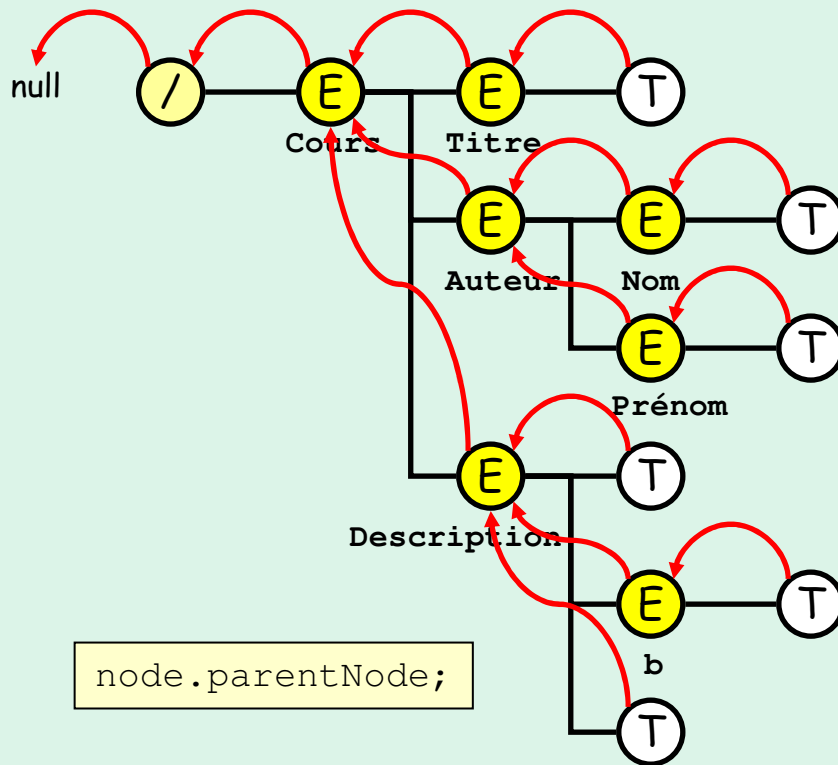 null / E E T
Cours Titre
E E T
Auteur Nom
E T
Prénom
E T
Description
E T
b
node.parentNode;
T